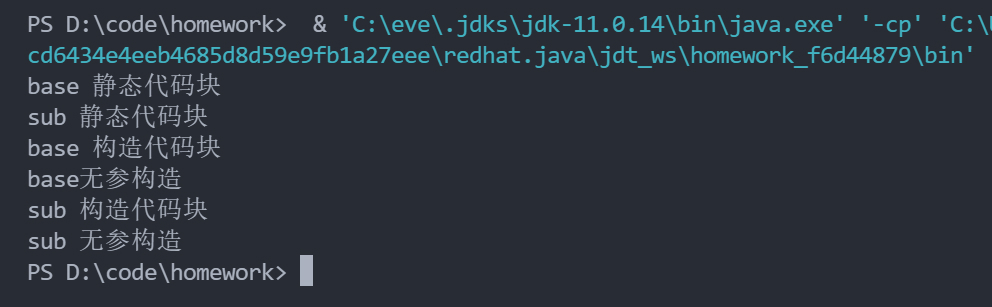 PS D:\code\homework>  & 'C:\eve\.jdks\jdk-11.0.14\bin\java.exe' '-cp' 'C:\
cd6434e4eeb4685d8d59e9fb1a27eee\redhat.java\jdt_ws\homework_f6d44879\bin'
base 静态代码块
sub 静态代码块
base 构造代码块
base无参构造
sub 构造代码块
sub 无参构造
PS D:\code\homework>